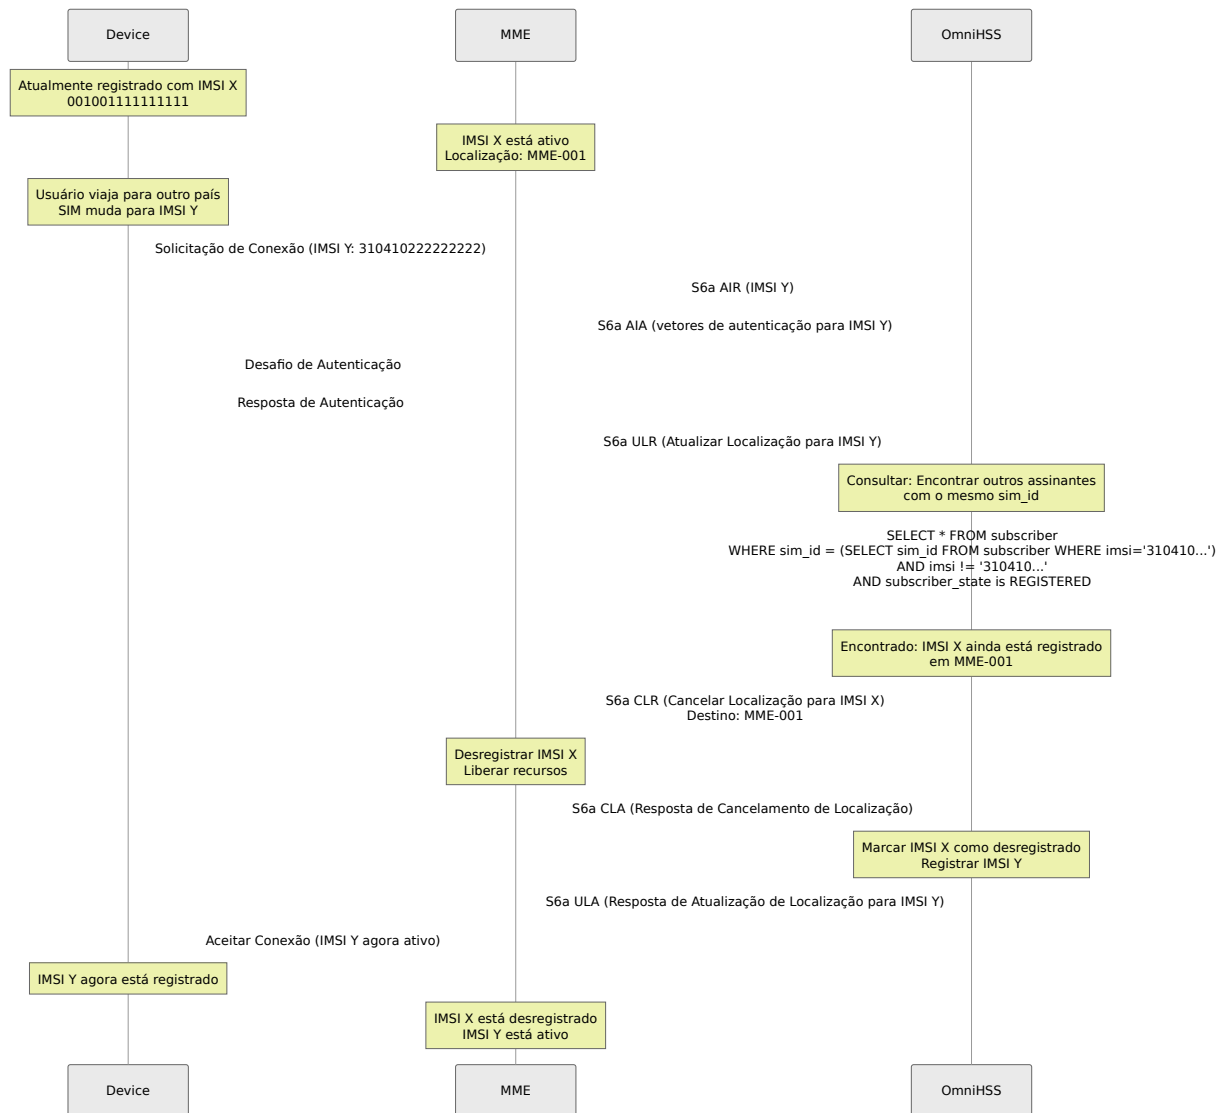 Device
MME
OmniHSS
Atualmente registrado com IMSI X
001001111111111
IMSI X está ativo
Localização: MME-001
Usuário viaja para outro país
SIM muda para IMSI Y
Solicitação de Conexão (IMSI Y: 310410222222222)
S6a AIR (IMSI Y)
S6a AIA (vetores de autenticação para IMSI Y)
Desafio de Autenticação
Resposta de Autenticação
S6a ULR (Atualizar Localização para IMSI Y)
Consultar: Encontrar outros assinantes
com o mesmo sim_id
SELECT * FROM subscriber
WHERE sim_id = (SELECT sim_id FROM subscriber WHERE imsi='310410...')
AND imsi != '310410...'
AND subscriber_state is REGISTERED
Encontrado: IMSI X ainda está registrado
em MME-001
S6a CLR (Cancelar Localização para IMSI X)
Destino: MME-001
Desregistrar IMSI X
Liberar recursos
S6a CLA (Resposta de Cancelamento de Localização)
Marcar IMSI X como desregistrado
Registrar IMSI Y
S6a ULA (Resposta de Atualização de Localização para IMSI Y)
Aceitar Conexão (IMSI Y agora ativo)
IMSI Y agora está registrado
IMSI X está desregistrado
IMSI Y está ativo
Device
MME
OmniHSS